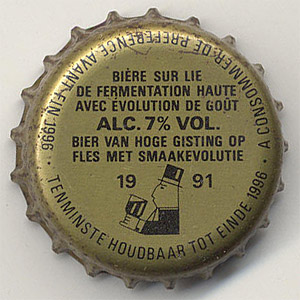 A CONSOMMER DE PREFERENCE AVANT FIN 1996
BIÈRE SUR LIE
DE FERMENTATION HAUTE
AVEC ÉVOLUTION DE GOÛT
ALC. 7% VOL.
BIER VAN HOGE GISTING OP
FLES MET SMAAKEVOLUTIE
19 91
TENMINSTE HOUDBAAR TOT EINDE 1996